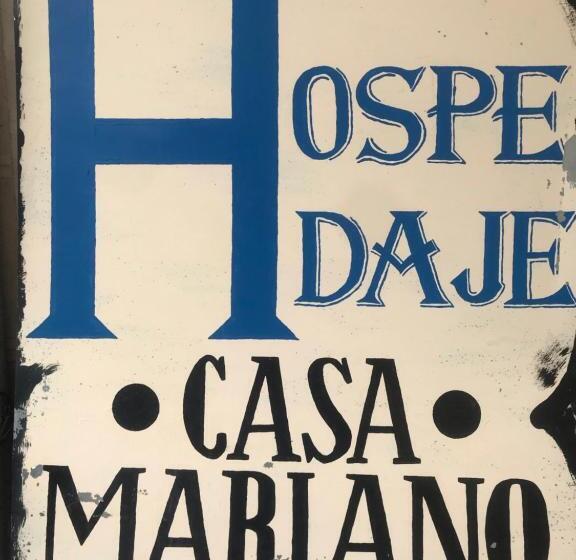 HOSPE
DAJE
• CASA •
MARIANO